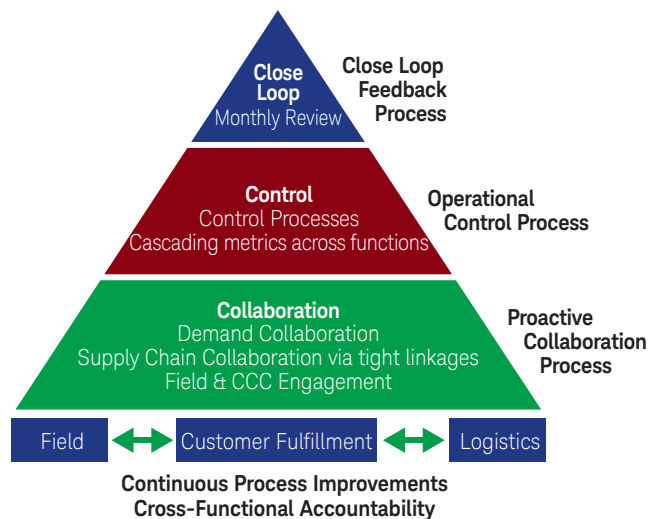 Close
Loop
Monthly Review
Close Loop
Feedback
Process
Control
Control Processes
Cascading metrics across functions
Operational
Control Process
Collaboration
Demand Collaboration
Supply Chain Collaboration via tight linkages
Field & CCC Engagement
Proactive
Collaboration
Process
Field
Customer Fulfillment
Logistics
Continuous Process Improvements
Cross-Functional Accountability